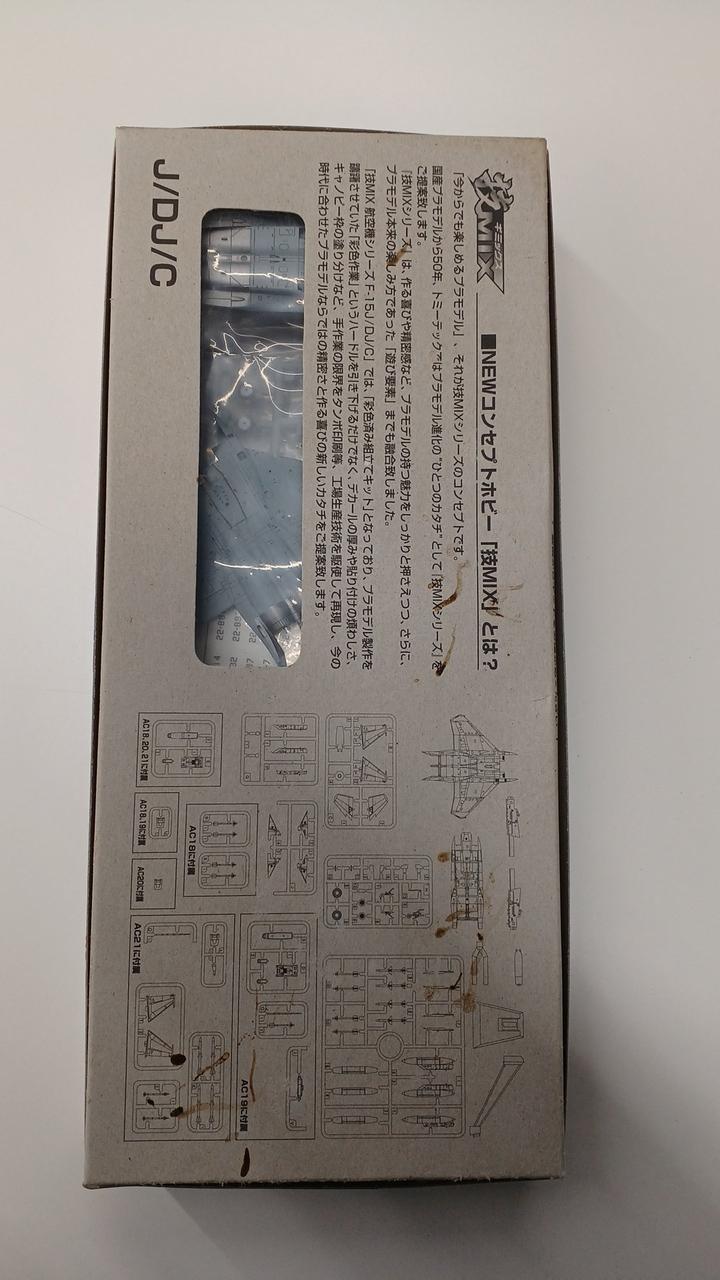 技MIX
ギミックス
■NEWコンセプトホビー「技MIX」とは？
「今からでも楽しめるプラモデル」、それが技MIXシリーズのコンセプトです。
国産プラモデルから50年、トミーテックはプラモデル進化の"ひとつのカタチ"として「技MIXシリーズ」を
ご提案致します。
「技MIXシリーズ」は、作る喜びや精密感など、プラモデルの持つ魅力をしっかりと押さえつつ、さらに、
プラモデル本来の楽しみ方であった「遊び要素」までも融合致しました。
「技MIX 航空機シリーズ F-15J/DJ/C」では、「彩色済み組立てキット」となっており、プラモデル製作を
躊躇させていた「彩色作業」というハードルを引き下げるだけでなく、デカールの厚みや貼り付けの煩わしさ、
キャノピー枠の塗り分けなど、手作業の限界をタンポ印刷等、工場生産技術を駆使して再現し、今の
時代に合わせたプラモデルならではの精密さと作る喜びの新しいカタチをご提案致します。
J/DJ/C
AC18,20,21に付属
AC18,19に付属
AC18に付属
AC20に付属
AC21に付属
AC19に付属